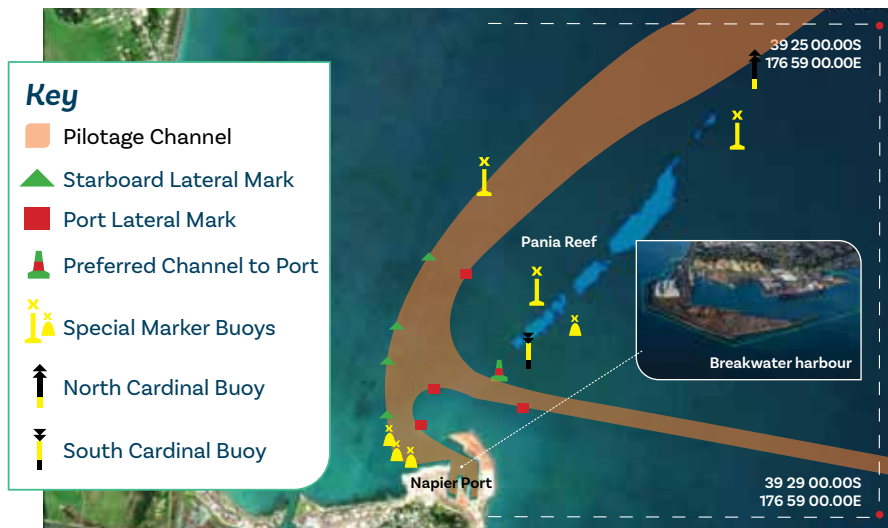 Key
Pilotage Channel
Starboard Lateral Mark
Port Lateral Mark
Preferred Channel to Port
Special Marker Buoys
North Cardinal Buoy
South Cardinal Buoy
39 25 00.00S
176 59 00.00E
Pania Reef
Breakwater harbour
Napier Port
39 29 00.00S
176 59 00.00E